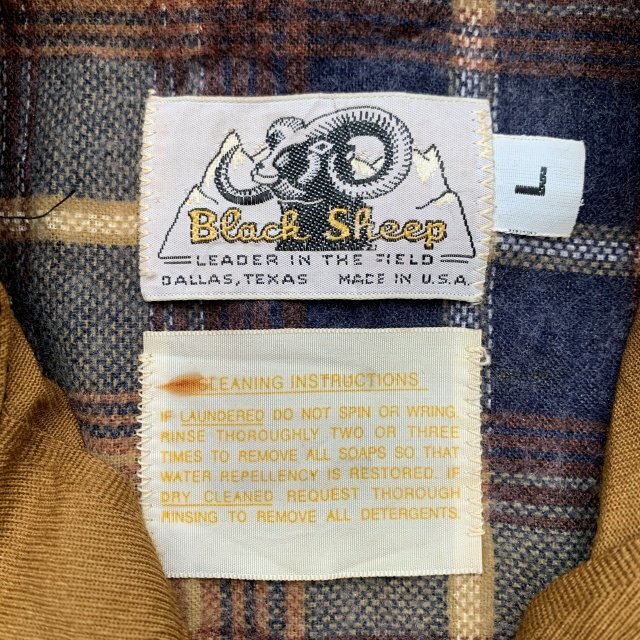 Black Sheep
LEADER IN THE FIELD
DALLAS, TEXAS MADE IN U.S.A.
L
CLEANING INSTRUCTIONS
IF LAUNDERED DO NOT SPIN OR WRING.
RINSE THOROUGHLY TWO OR THREE
TIMES TO REMOVE ALL SOAPS SO THAT
WATER REPELLENCY IS RESTORED. IF
DRY CLEANED REQUEST THOROUGH
RINSING TO REMOVE ALL DETERGENTS.